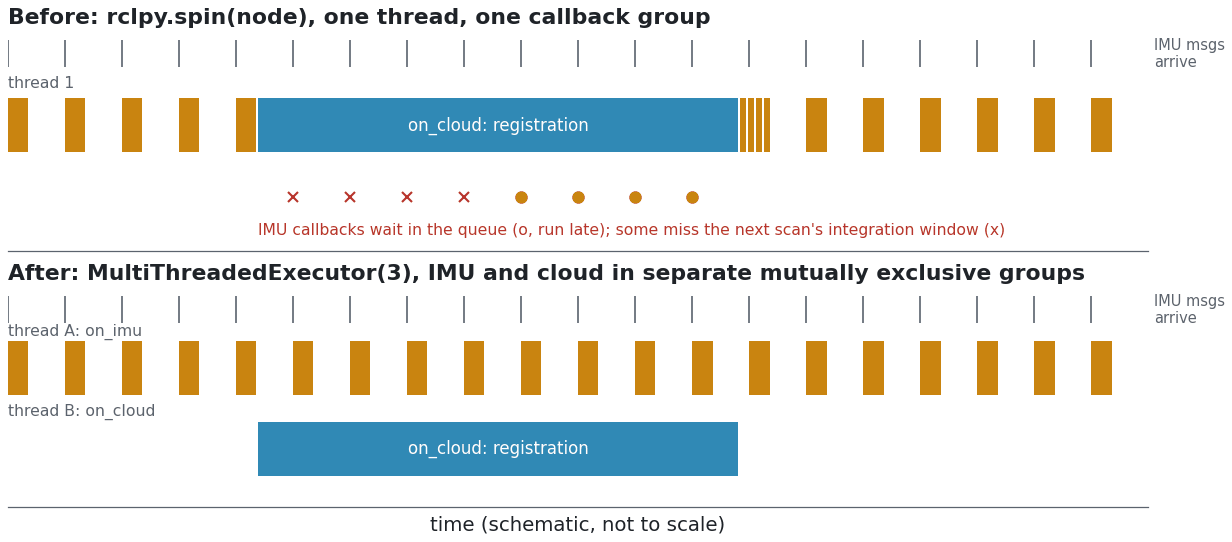 Before: rclpy.spin(node), one thread, one callback group
IMU msgs
arrive
thread 1
on_cloud: registration
IMU callbacks wait in the queue (o, run late); some miss the next scan's integration window (x)
After: MultiThreadedExecutor(3), IMU and cloud in separate mutually exclusive groups
IMU msgs
arrive
thread A: on_imu
thread B: on_cloud
on_cloud: registration
time (schematic, not to scale)